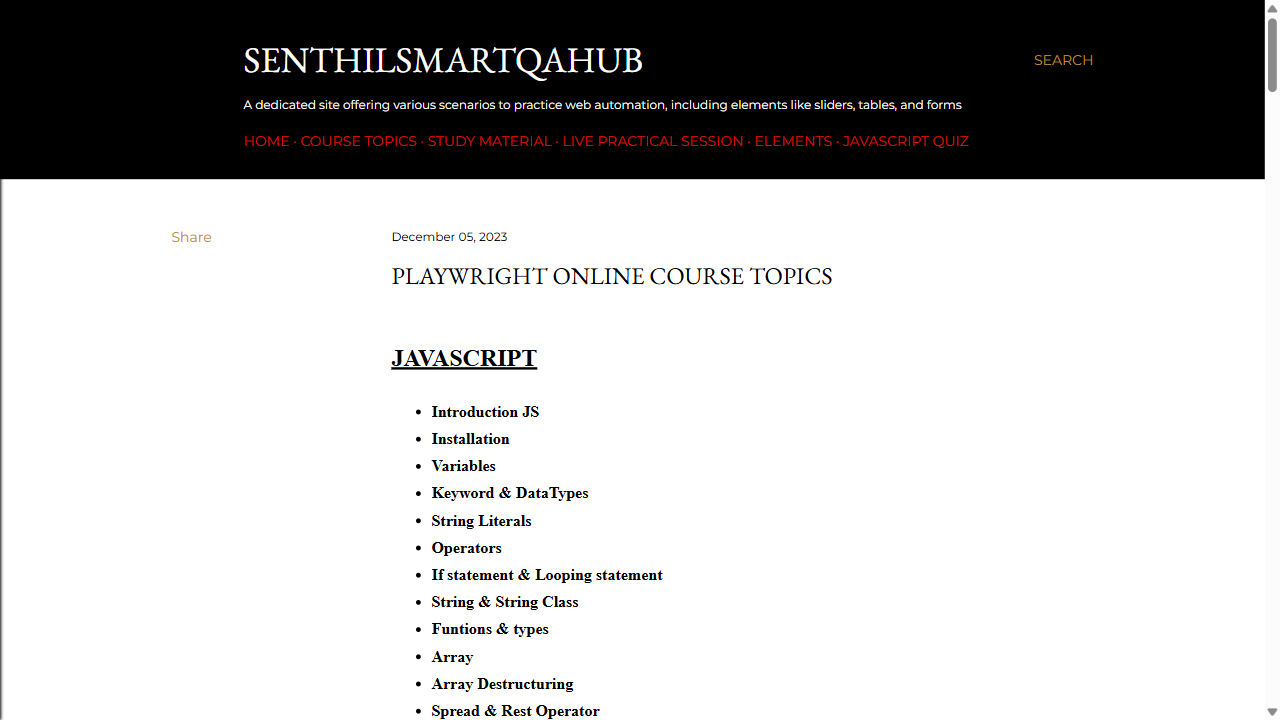 SENTHILSMARTQAHUB
SEARCH
A dedicated site offering various scenarios to practice web automation, including elements like sliders, tables, and forms
HOME · COURSE TOPICS · STUDY MATERIAL · LIVE PRACTICAL SESSION · ELEMENTS · JAVASCRIPT QUIZ
Share
December 05, 2023
PLAYWRIGHT ONLINE COURSE TOPICS
JAVASCRIPT
• Introduction JS
• Installation
• Variables
• Keyword & DataTypes
• String Literals
• Operators
• If statement & Looping statement
• String & String Class
• Funtions & types
• Array
• Array Destructuring
• Spread & Rest Operator